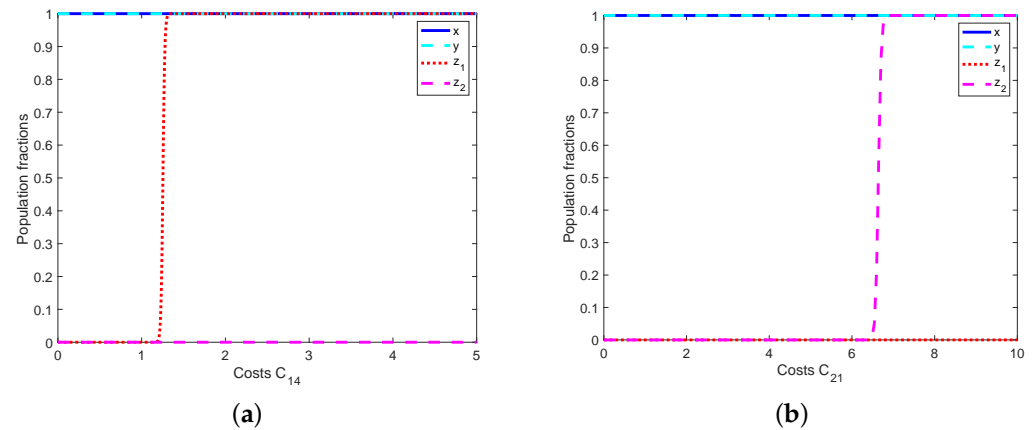 1
0.9
0.8
0.7
0.6
0.5
0.4
0.3
0.2
0.1
0
Population fractions
0 1 2 3 4 5
Costs C14
x
y
z1
z2
(a)
1
0.9
0.8
0.7
0.6
0.5
0.4
0.3
0.2
0.1
0
Population fractions
0 2 4 6 8 10
Costs C21
x
y
z1
z2
(b)